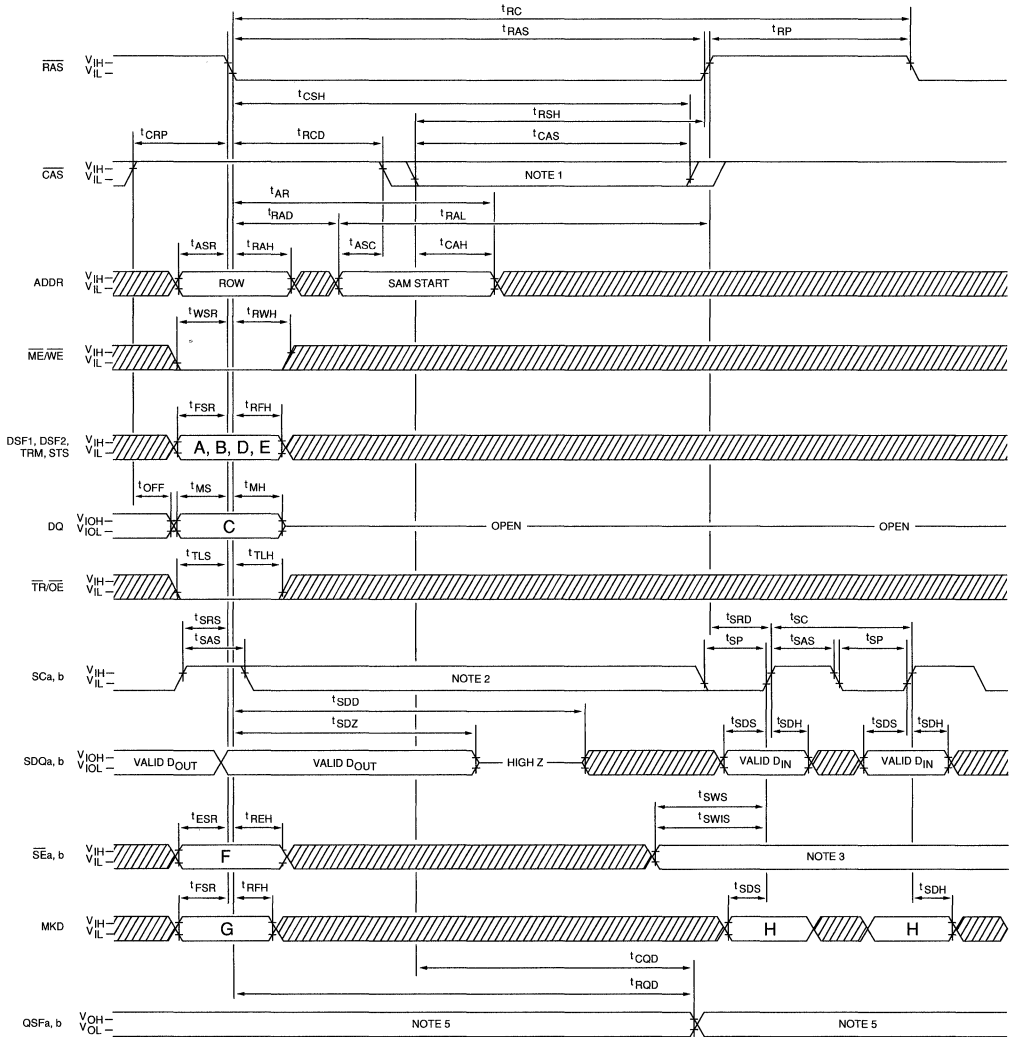 tRC
tRAS
tRP
RAS
VIH
VIL
tCSH
tRSH
tCRP
tRCD
tCAS
CAS
VIH
VIL
NOTE 1
tAR
tRAD
tRAL
tASR
tRAH
tASC
tCAH
ADDR
VIH
VIL
ROW
SAM START
tWSR
tRWH
ME/WE
VIH
VIL
tFSR
tRFH
DSF1, DSF2,
TRM, STS
VIH
VIL
A, B, D, E
tOFF
tMS
tMH
DQ
VIOH
VIOL
C
OPEN
OPEN
tTLS
tTLH
TR/OE
VIH
VIL
tSRS
tSAS
tSRD
tSC
tSP
tSAS
tSP
SCa, b
VIH
VIL
NOTE 2
tSDD
tSDZ
tSDS
tSDH
tSDS
tSDH
SDQa, b
VIOH
VIOL
VALID DOUT
VALID DOUT
HIGH Z
VALID DIN
VALID DIN
tSWS
tESR
tREH
tSWIS
SEa, b
VIH
VIL
F
NOTE 3
tFSR
tRFH
tSDS
tSDH
MKD
VIH
VIL
G
H
H
tCQD
tRQD
QSFa, b
VOH
VOL
NOTE 5
NOTE 5